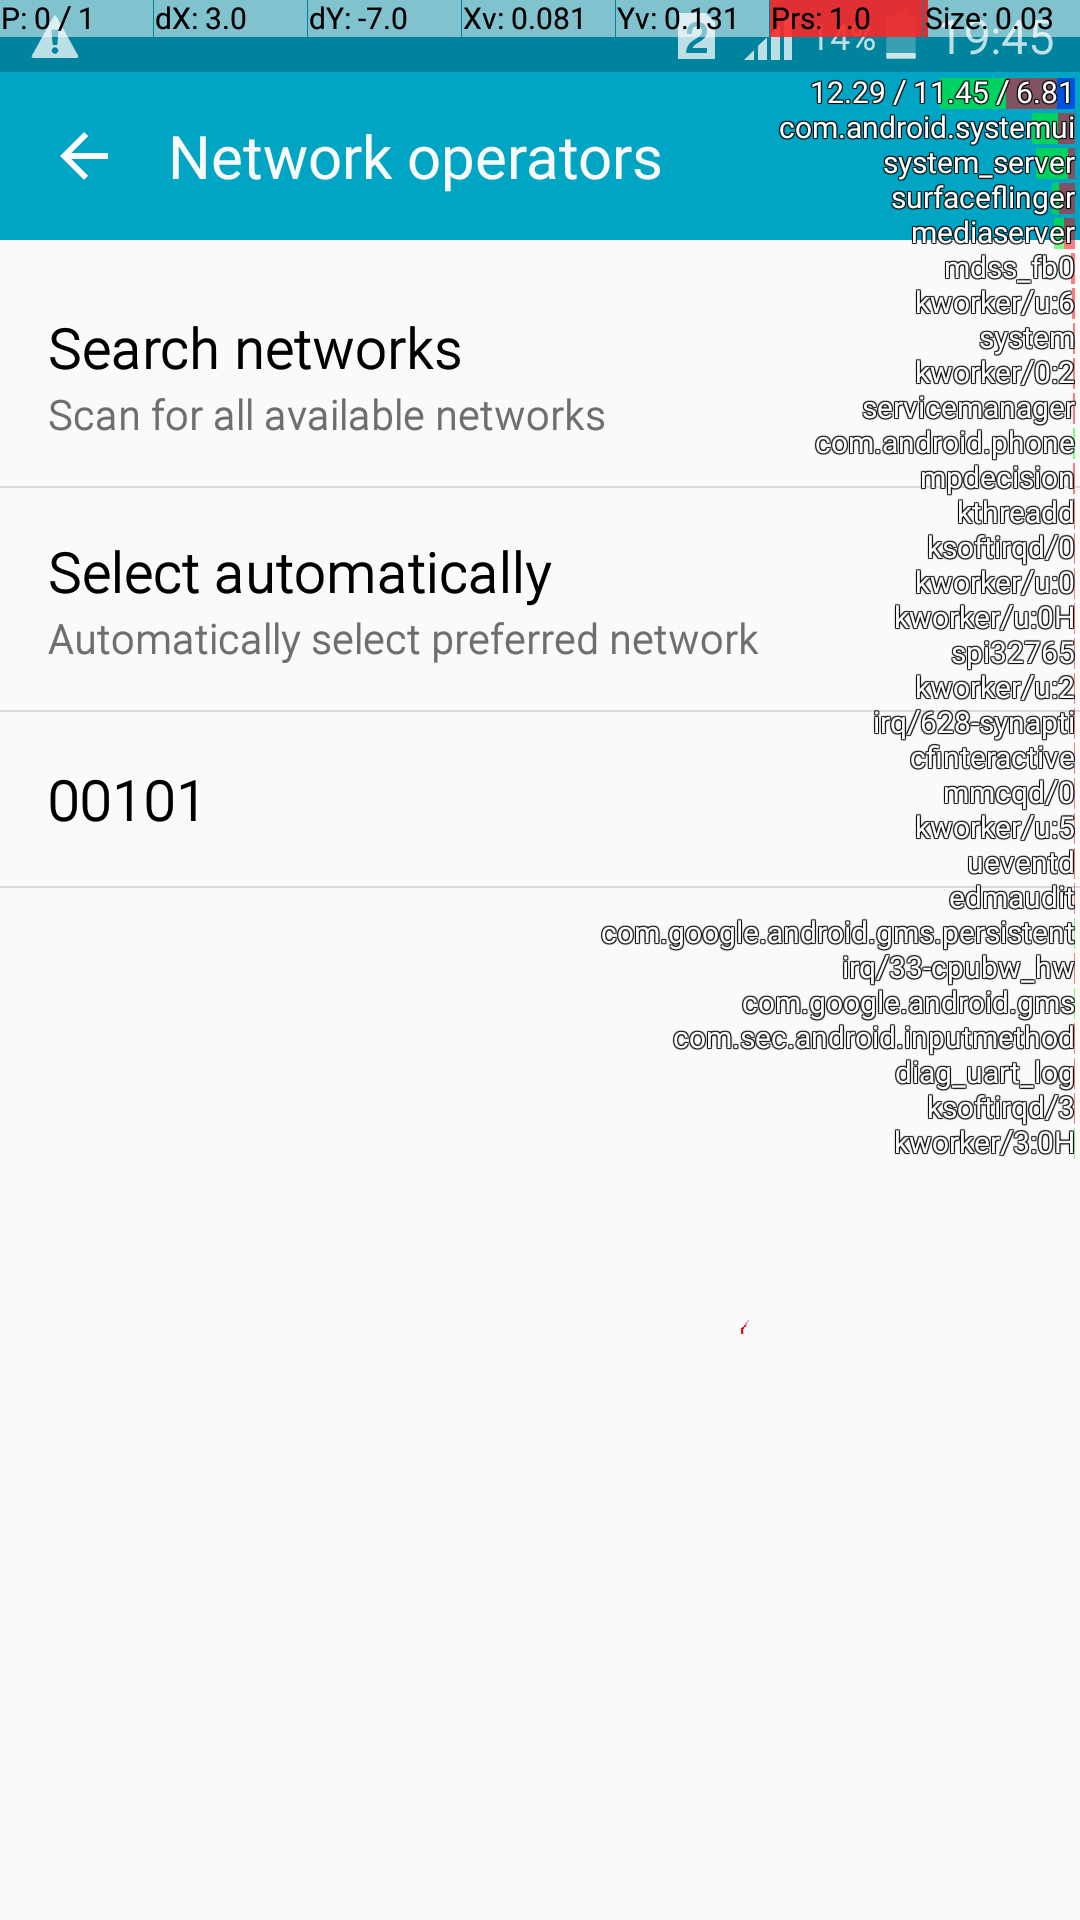 P: 0 / 1 dX: 3.0 dY: -7.0 Xv: 0.081 Yv: 0.131 Prs: 1.0 Size: 0.03
2 14% 19:45
12.29 / 11.45 / 6.81
com.android.systemui
Network operators
system_server
surfaceflinger
mediaserver
mdss_fb0
kworker/u:6
Search networks
system
kworker/0:2
Scan for all available networks
servicemanager
com.android.phone
mpdecision
kthreadd
ksoftirqd/0
Select automatically
kworker/u:0
kworker/u:0H
Automatically select preferred network
spi32765
kworker/u:2
irq/628-synapti
cfinteractive
mmcqd/0
00101
kworker/u:5
ueventd
edmaudit
com.google.android.gms.persistent
irq/33-cpubw_hw
com.google.android.gms
com.sec.android.inputmethod
diag_uart_log
ksoftirqd/3
kworker/3:0H